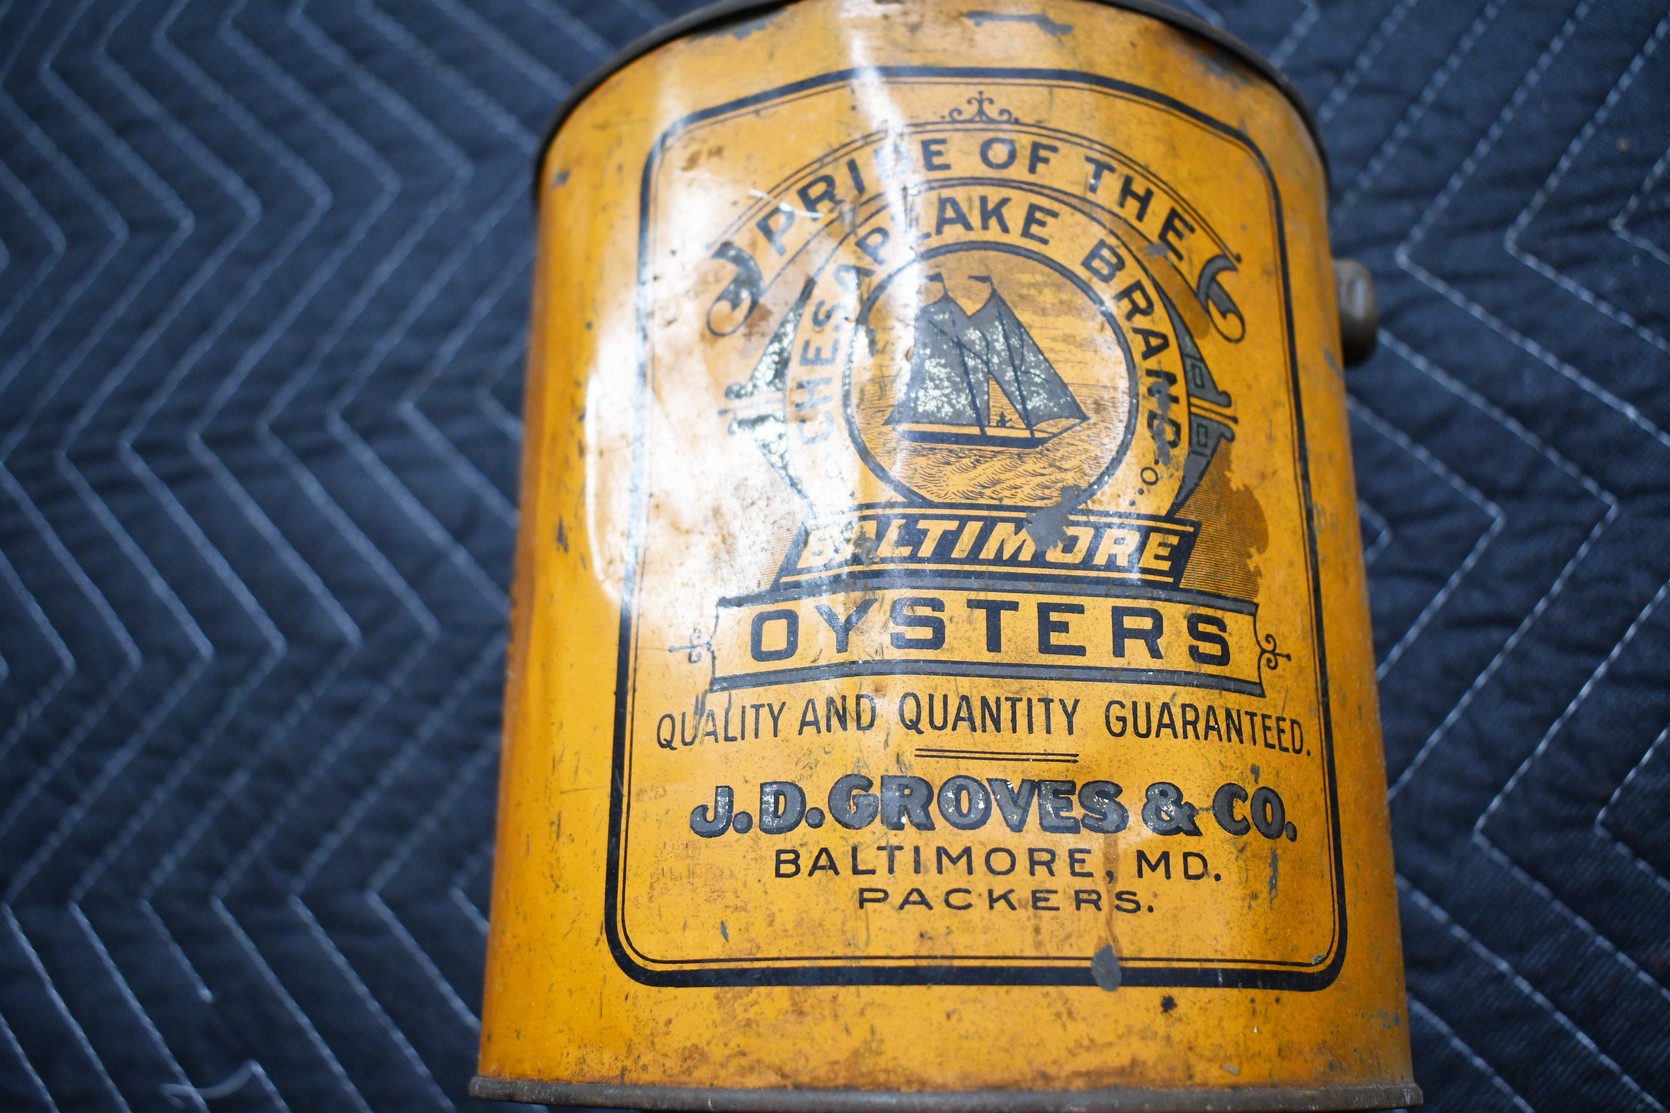 PRIDE OF THE
CHESAPEAKE BRAND
BALTIMORE
OYSTERS
QUALITY AND QUANTITY GUARANTEED.
J.D. GROVES & CO.
BALTIMORE, MD.
PACKERS.